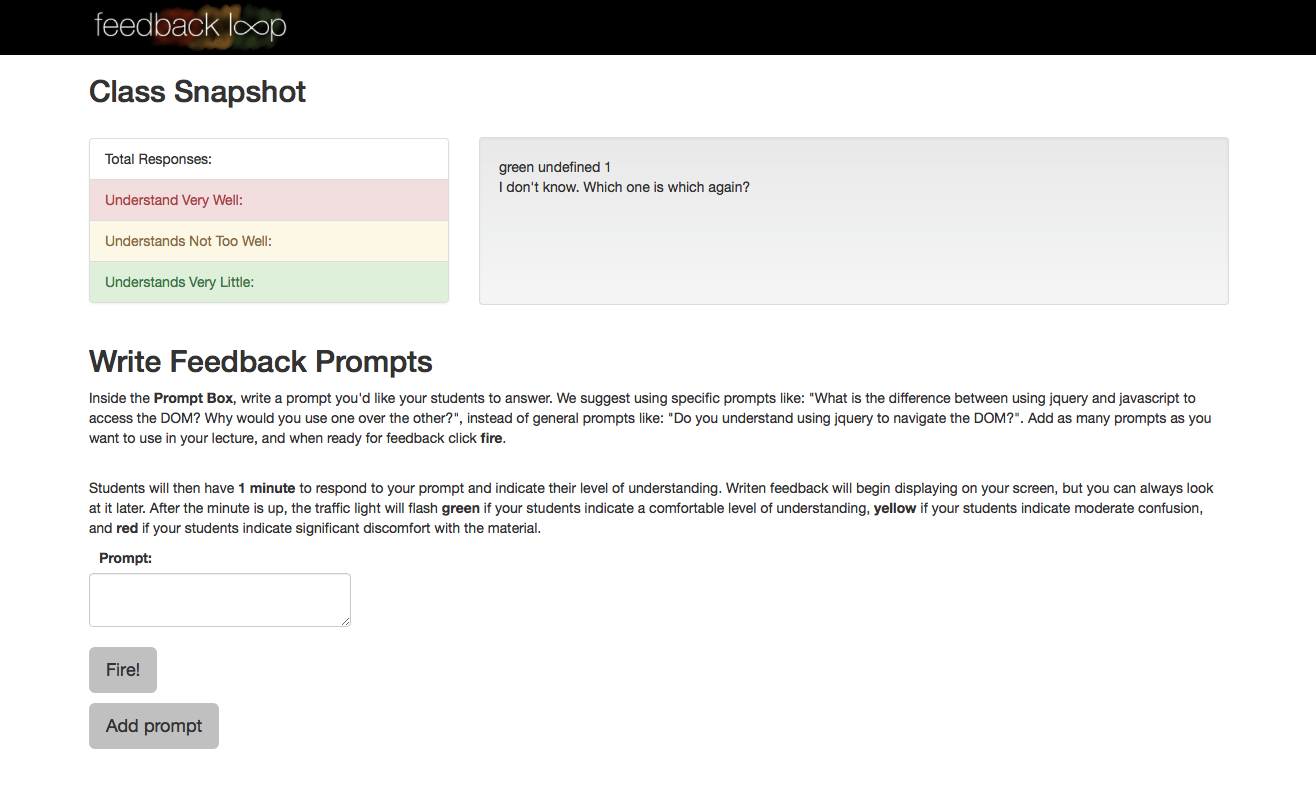 feedback loop
Class Snapshot
Total Responses:
Understand Very Well:
Understands Not Too Well:
Understands Very Little:
green undefined 1
I don't know. Which one is which again?
Write Feedback Prompts
Inside the Prompt Box, write a prompt you'd like your students to answer. We suggest using specific prompts like: "What is the difference between using jquery and javascript to
access the DOM? Why would you use one over the other?", instead of general prompts like: "Do you understand using jquery to navigate the DOM?". Add as many prompts as you
want to use in your lecture, and when ready for feedback click fire.
Students will then have 1 minute to respond to your prompt and indicate their level of understanding. Writen feedback will begin displaying on your screen, but you can always look
at it later. After the minute is up, the traffic light will flash green if your students indicate a comfortable level of understanding, yellow if your students indicate moderate confusion,
and red if your students indicate significant discomfort with the material.
Prompt:
Fire!
Add prompt